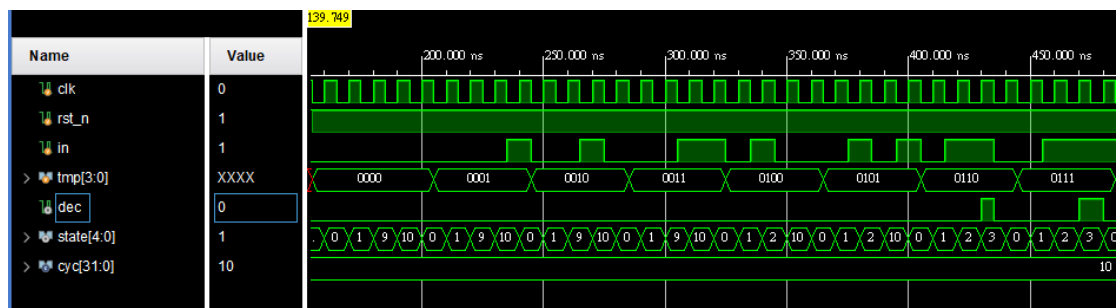 139.749
Name Value
200.000 ns 250.000 ns 300.000 ns 350.000 ns 400.000 ns 450.000 ns
clk 0
rst_n 1
in 1
> tmp[3:0] XXXX 0000 0001 0010 0011 0100 0101 0110 0111
dec 0
> state[4:0] 1 . 0 1 9 10 0 1 9 10 0 1 9 10 0 1 9 10 0 1 2 10 0 1 2 10 0 1 2 3 0 1 2 3 0
> cyc[31:0] 10 10